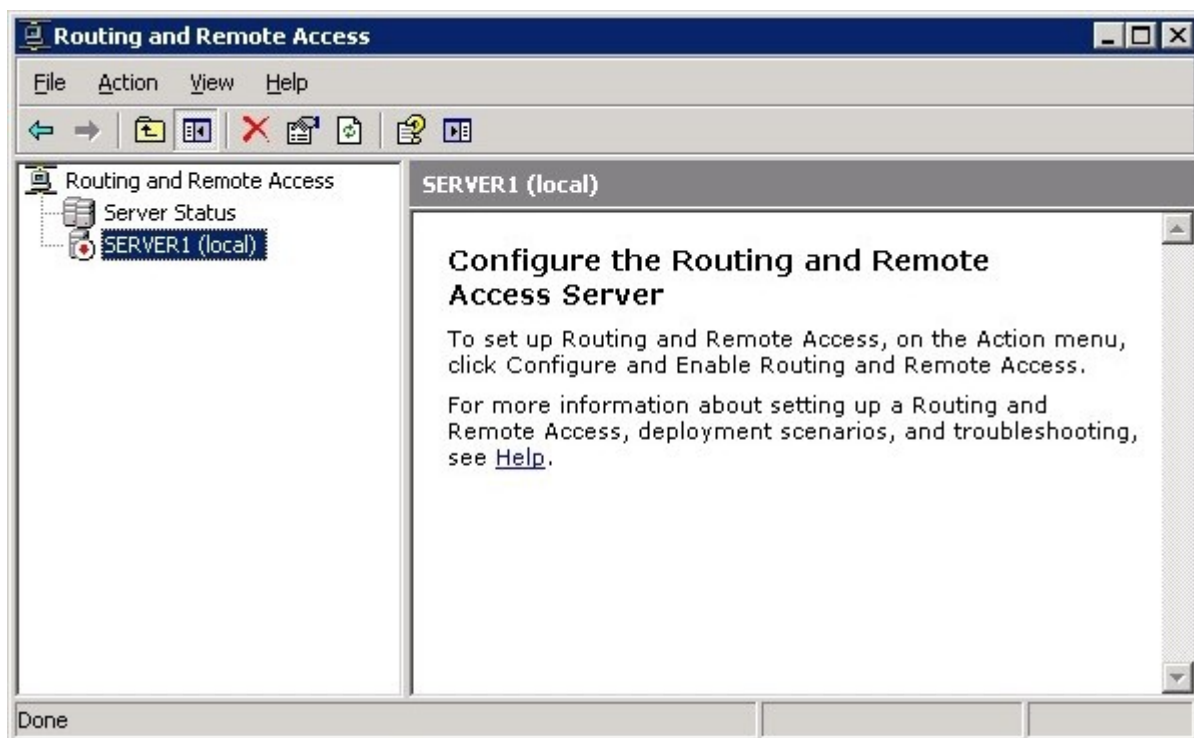 Routing and Remote Access
File Action View Help
Routing and Remote Access
Server Status
SERVER1 (local)
SERVER1 (local)
Configure the Routing and Remote
Access Server
To set up Routing and Remote Access, on the Action menu,
click Configure and Enable Routing and Remote Access.
For more information about setting up a Routing and
Remote Access, deployment scenarios, and troubleshooting,
see Help.
Done